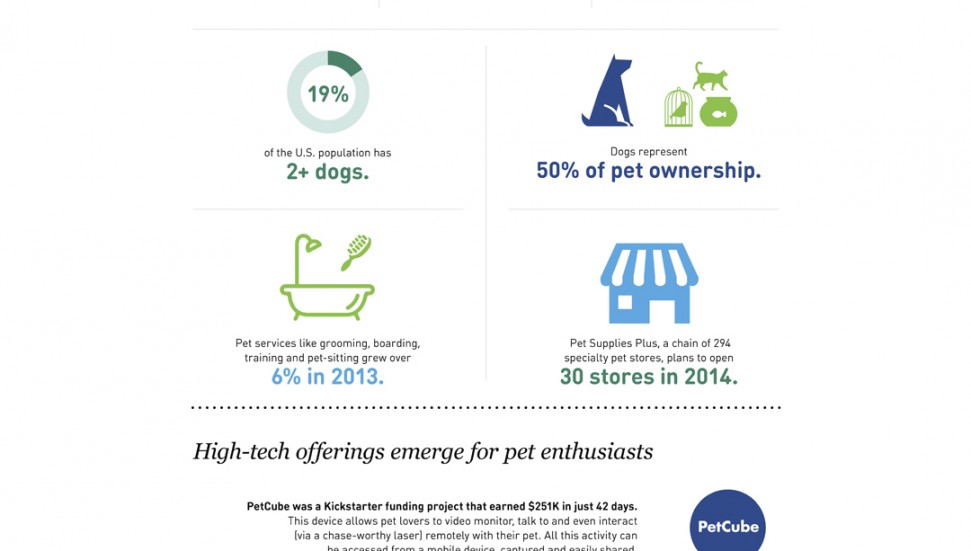 19%
of the U.S. population has
2+ dogs.
Dogs represent
50% of pet ownership.
Pet services like grooming, boarding,
training and pet-sitting grew over
6% in 2013.
Pet Supplies Plus, a chain of 294
specialty pet stores, plans to open
30 stores in 2014.
High-tech offerings emerge for pet enthusiasts
PetCube was a Kickstarter funding project that earned $251K in just 42 days.
This device allows pet lovers to video monitor, talk to and even interact
(via a chase-worthy laser) remotely with their pet. All this activity can
be accessed from a mobile device, captured and easily shared.
PetCube